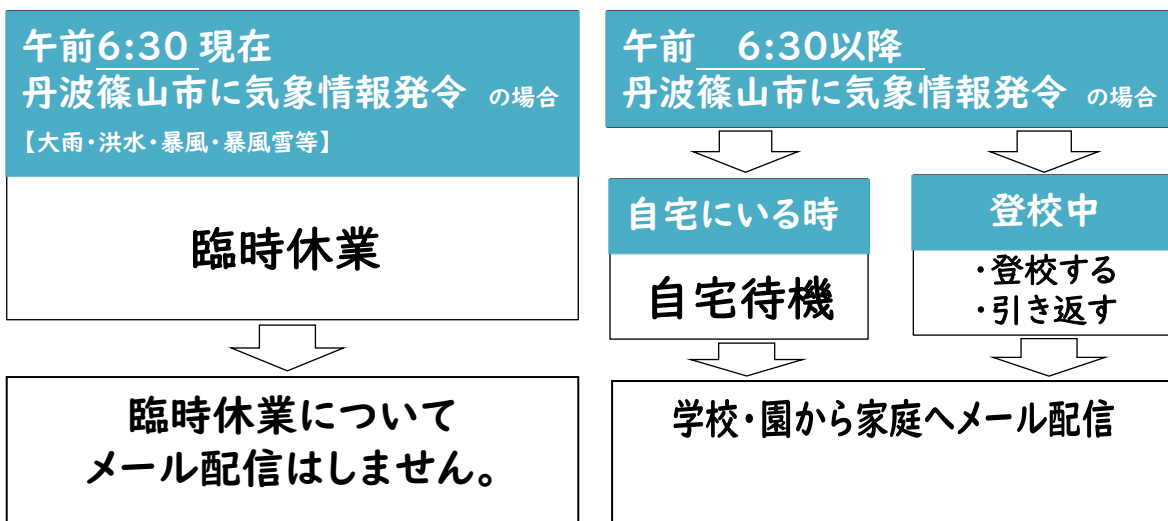 午前6:30 現在
丹波篠山市に気象情報発令 の場合
【大雨・洪水・暴風・暴風雪等】
臨時休業
臨時休業について
メール配信はしません。
午前 6:30以降
丹波篠山市に気象情報発令 の場合
自宅にいる時
自宅待機
登校中
・登校する
・引き返す
学校・園から家庭へメール配信